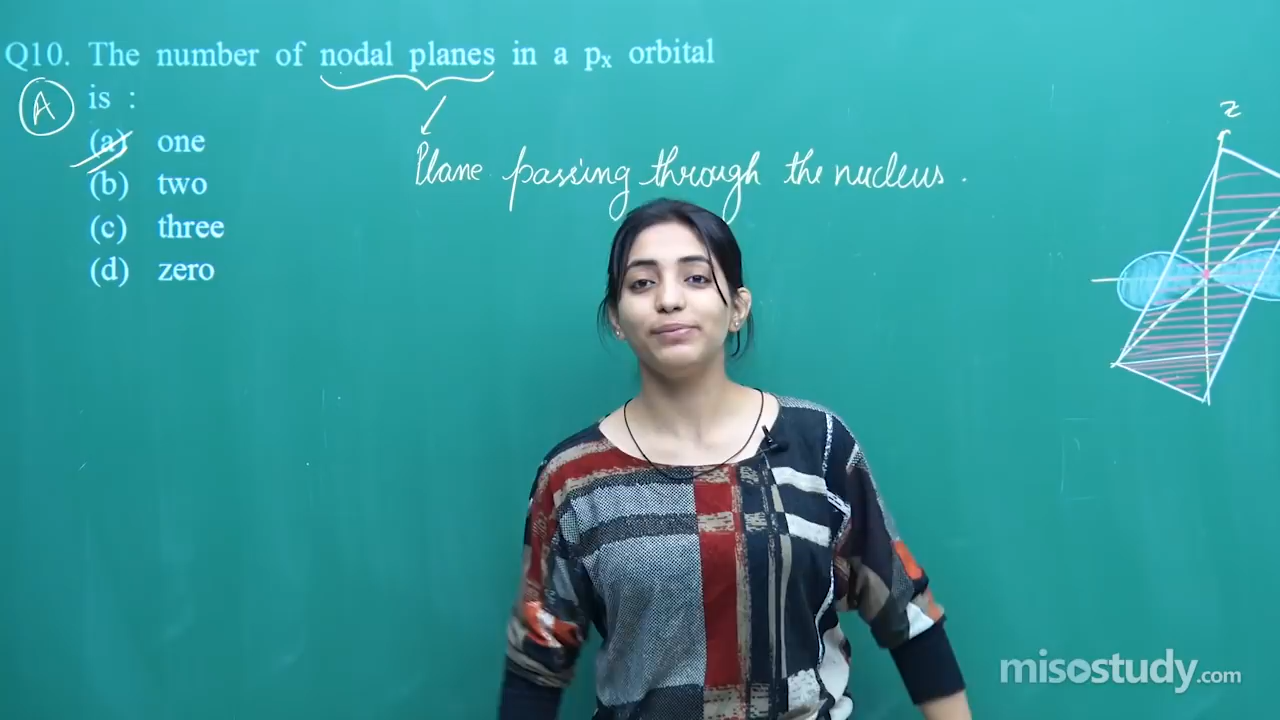 Q10. The number of nodal planes in a pₓ orbital
is :
A
(a) one
(b) two
(c) three
(d) zero
Plane passing through the nucleus.
z
misostudy.com